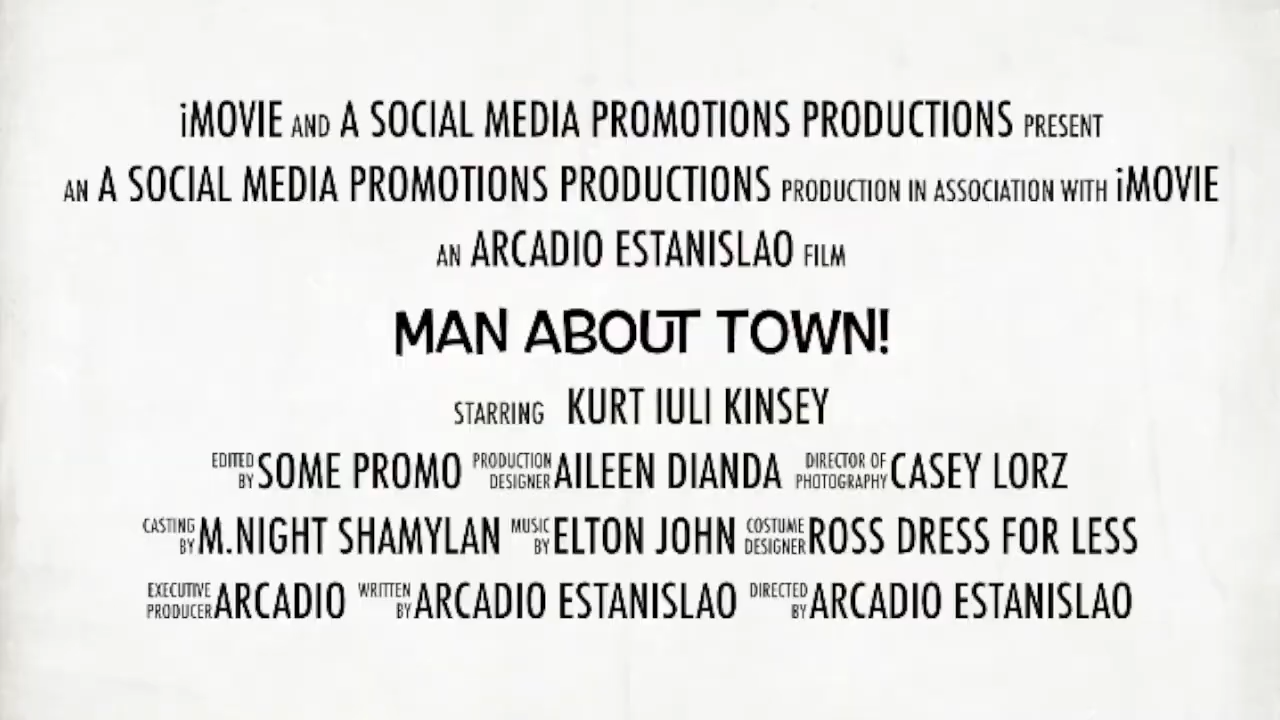 iMOVIE AND A SOCIAL MEDIA PROMOTIONS PRODUCTIONS PRESENT
AN A SOCIAL MEDIA PROMOTIONS PRODUCTIONS PRODUCTION IN ASSOCIATION WITH iMOVIE
AN ARCADIO ESTANISLAO FILM
MAN ABOUT TOWN!
STARRING KURT IULI KINSEY
EDITED BY SOME PROMO PRODUCTION DESIGNER AILEEN DIANDA DIRECTOR OF PHOTOGRAPHY CASEY LORZ
CASTING BY M.NIGHT SHAMYLAN MUSIC BY ELTON JOHN COSTUME DESIGNER ROSS DRESS FOR LESS
EXECUTIVE PRODUCER ARCADIO WRITTEN BY ARCADIO ESTANISLAO DIRECTED BY ARCADIO ESTANISLAO